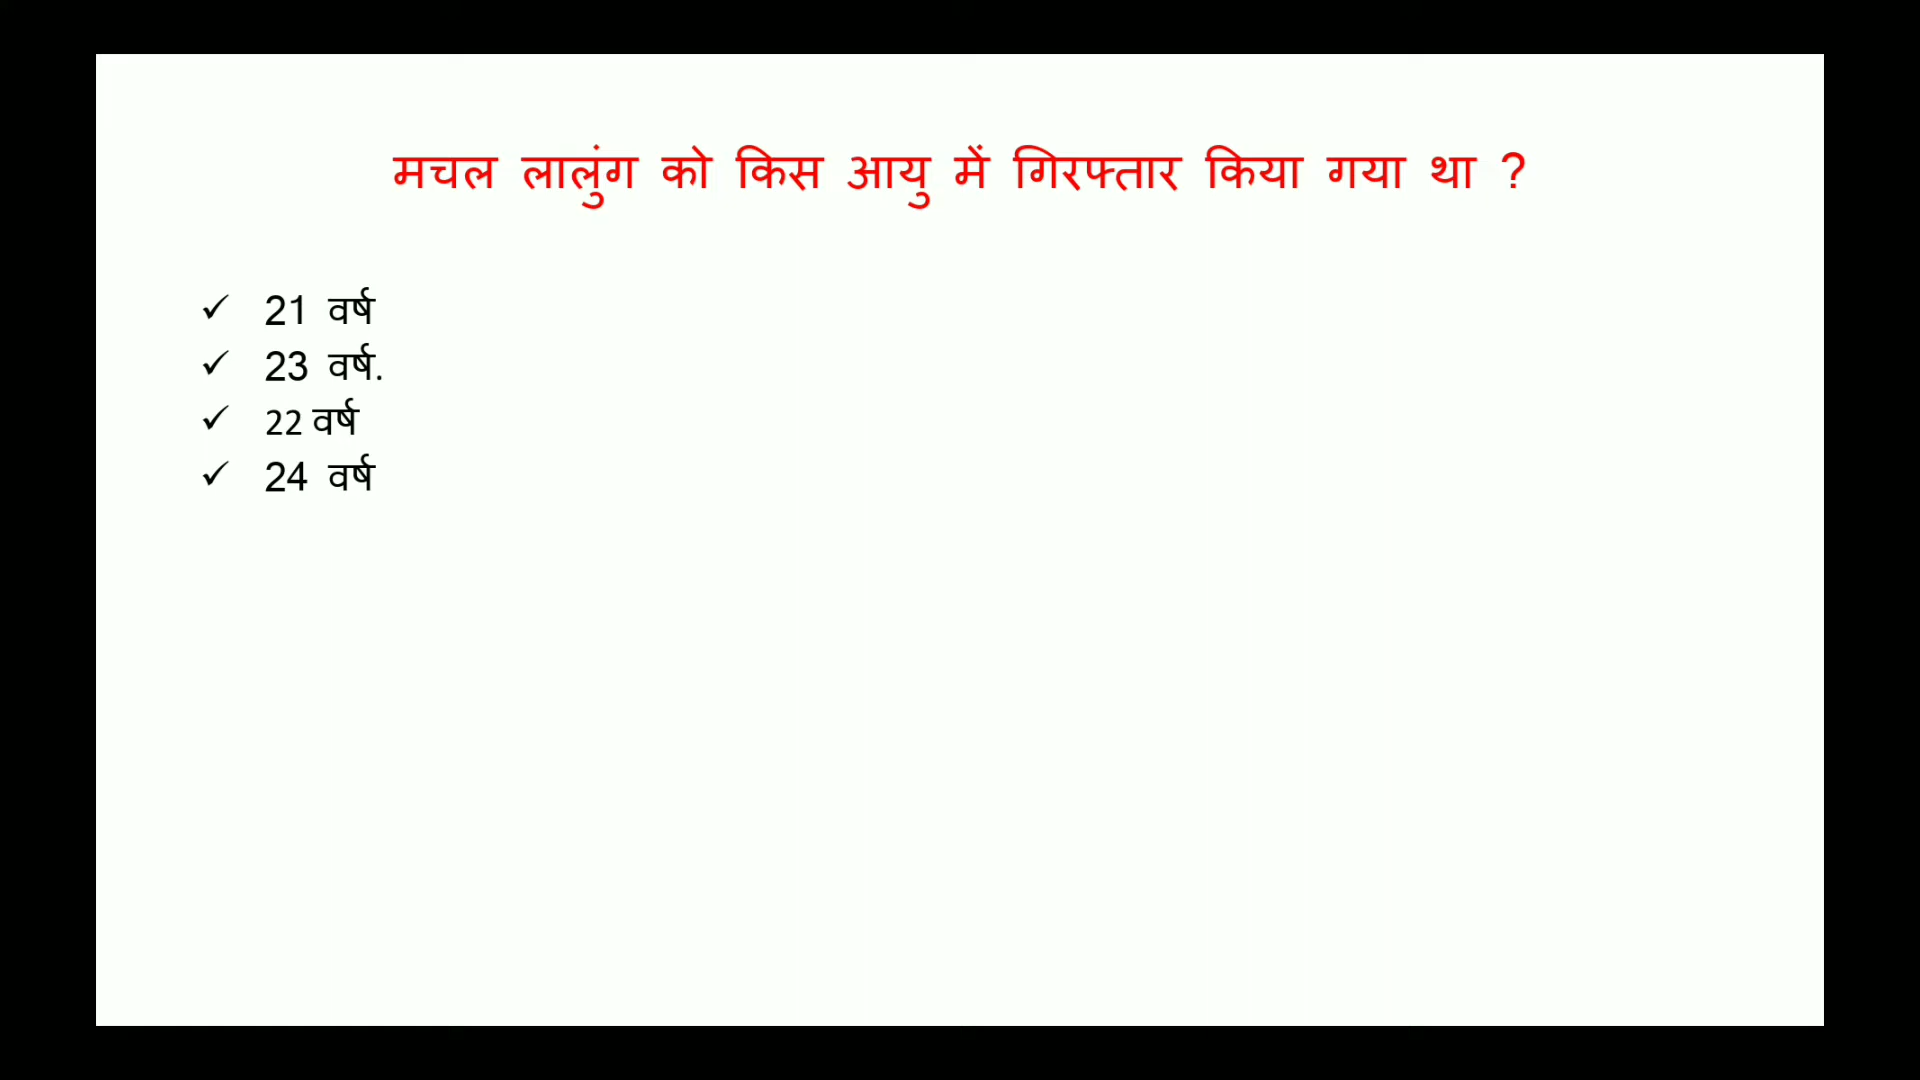 मचल लालुंग को किस आयु में गिरफ्तार किया गया था ?
✓ 21 वर्ष
✓ 23 वर्ष.
✓ 22 वर्ष
✓ 24 वर्ष